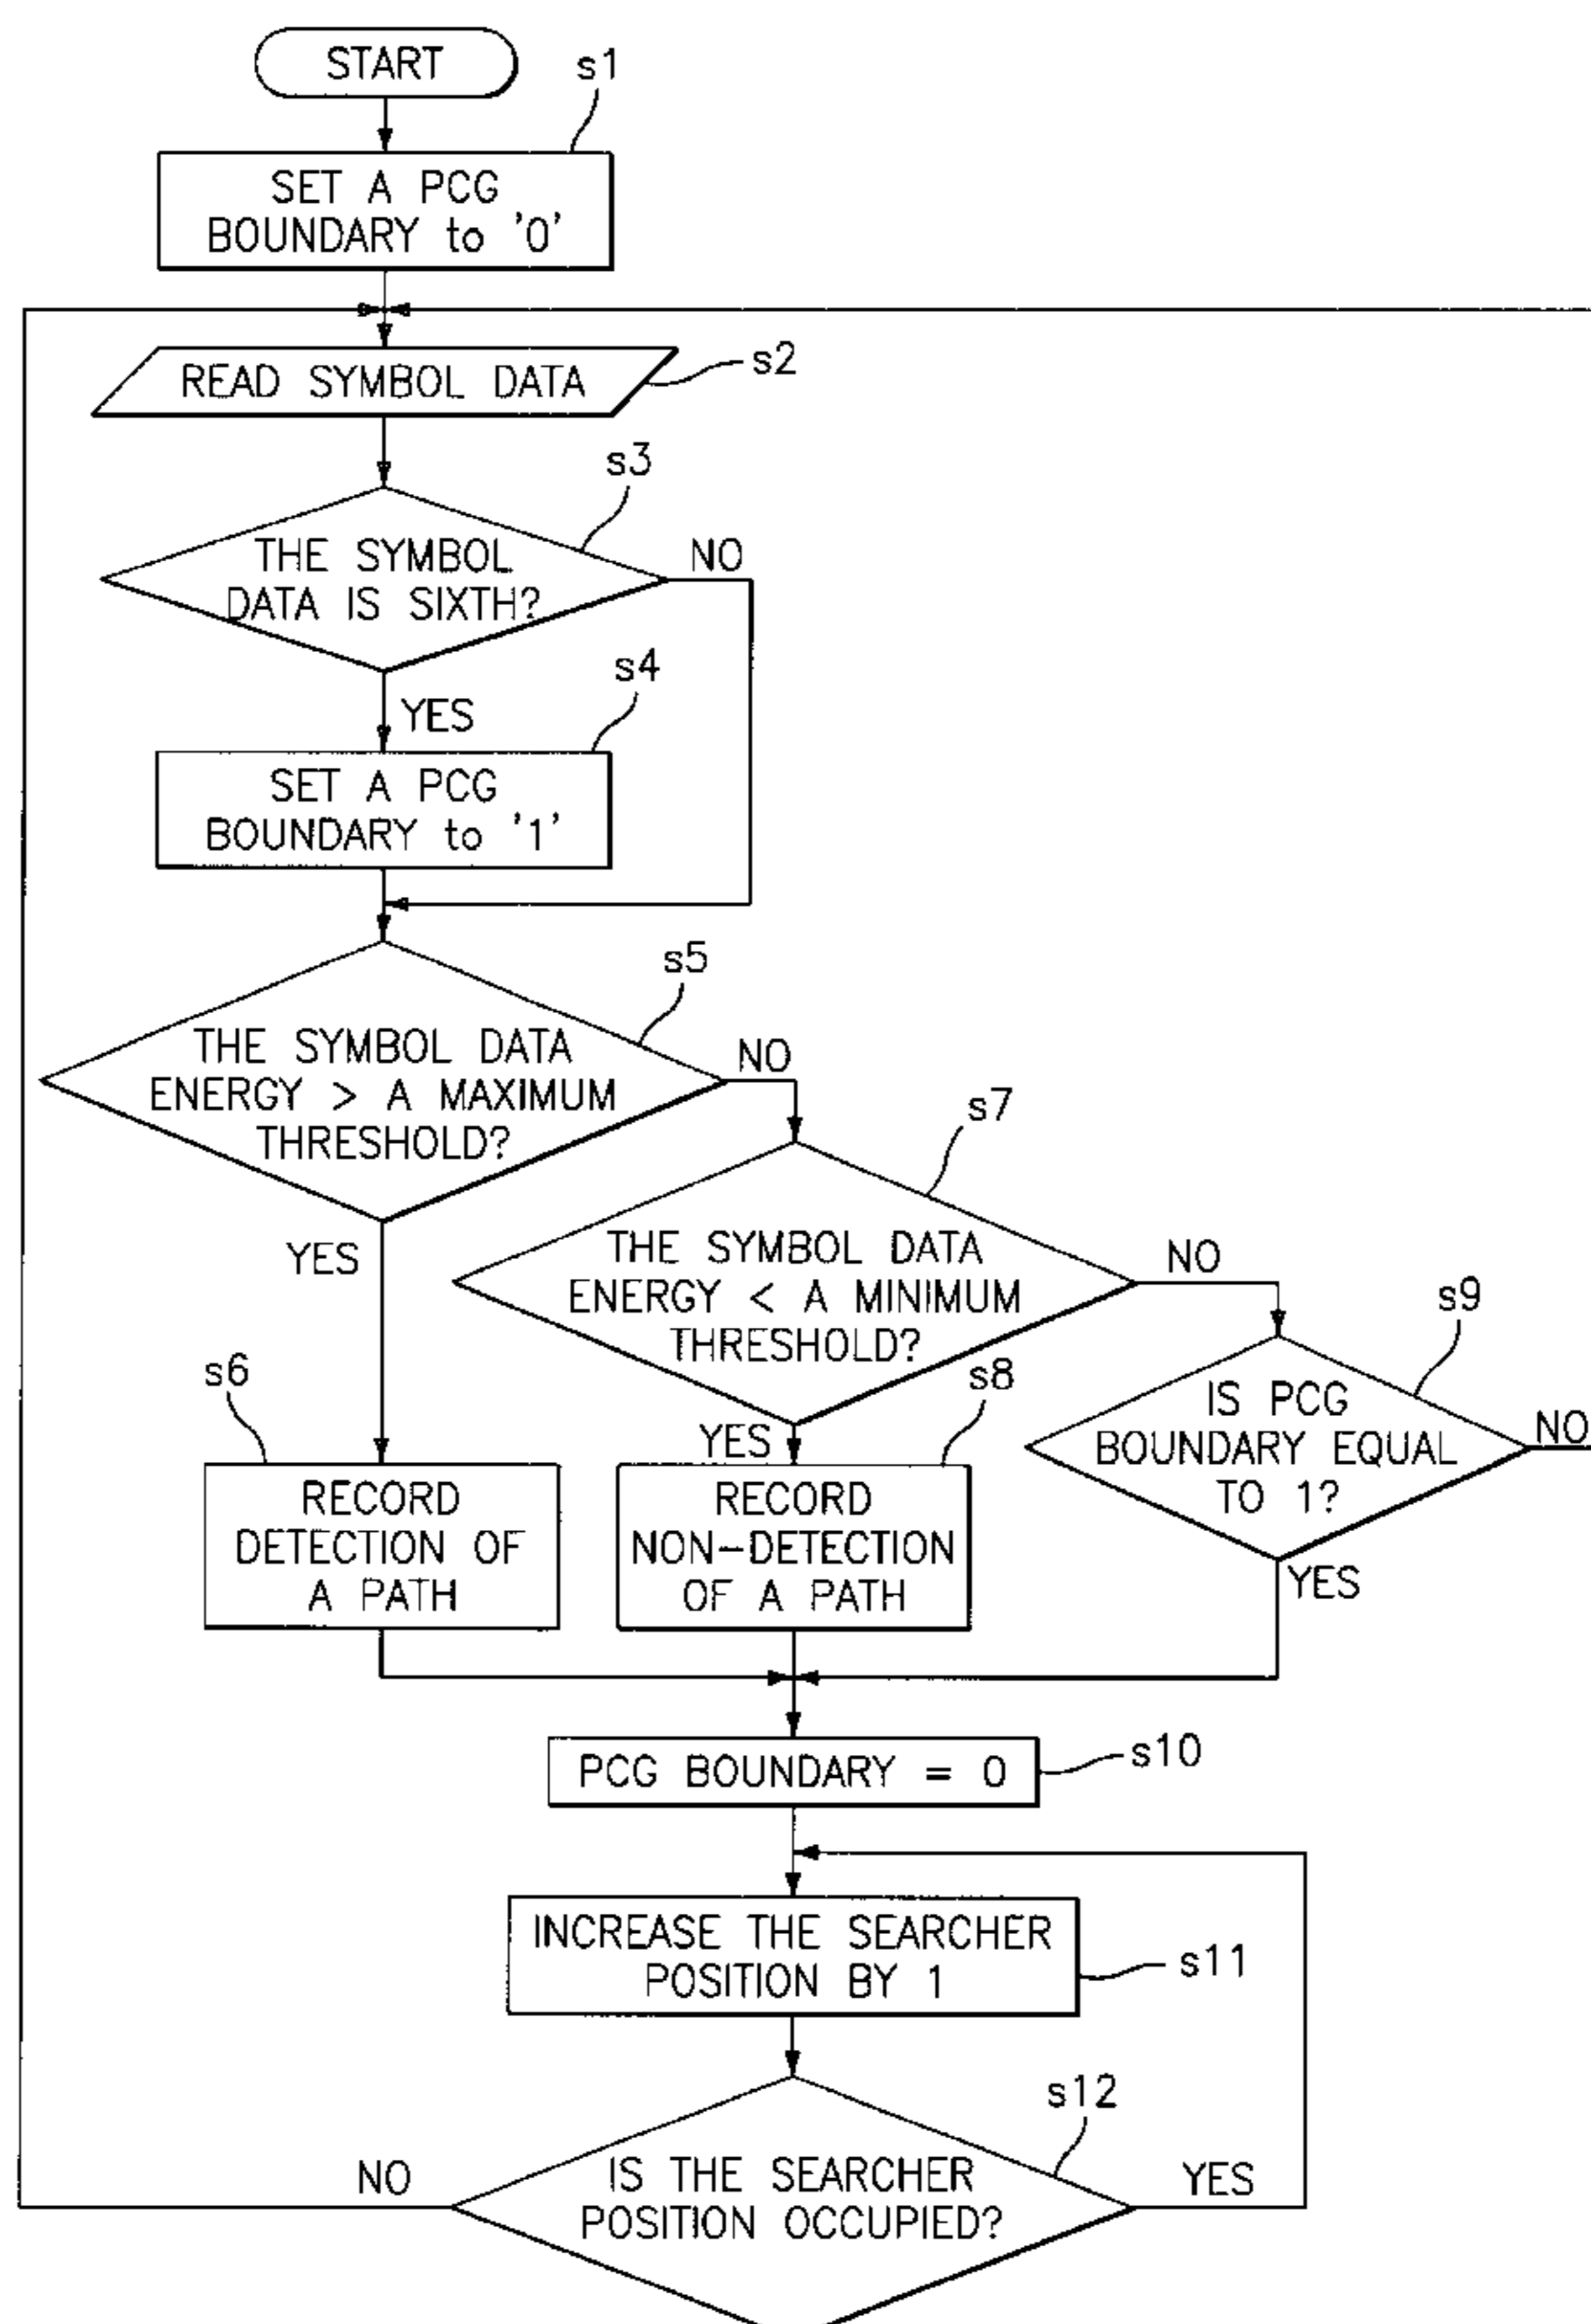 START
s1
SET A PCG
BOUNDARY to '0'
READ SYMBOL DATA
s2
s3
THE SYMBOL
DATA IS SIXTH?
NO
YES
s4
SET A PCG
BOUNDARY to '1'
s5
THE SYMBOL DATA
ENERGY > A MAXIMUM
THRESHOLD?
NO
YES
s7
THE SYMBOL DATA
ENERGY < A MINIMUM
THRESHOLD?
NO
YES
s9
IS PCG
BOUNDARY EQUAL
TO 1?
NO
YES
s6
RECORD
DETECTION OF
A PATH
s8
RECORD
NON-DETECTION
OF A PATH
PCG BOUNDARY = 0
s10
INCREASE THE SEARCHER
POSITION BY 1
s11
s12
IS THE SEARCHER
POSITION OCCUPIED?
NO
YES